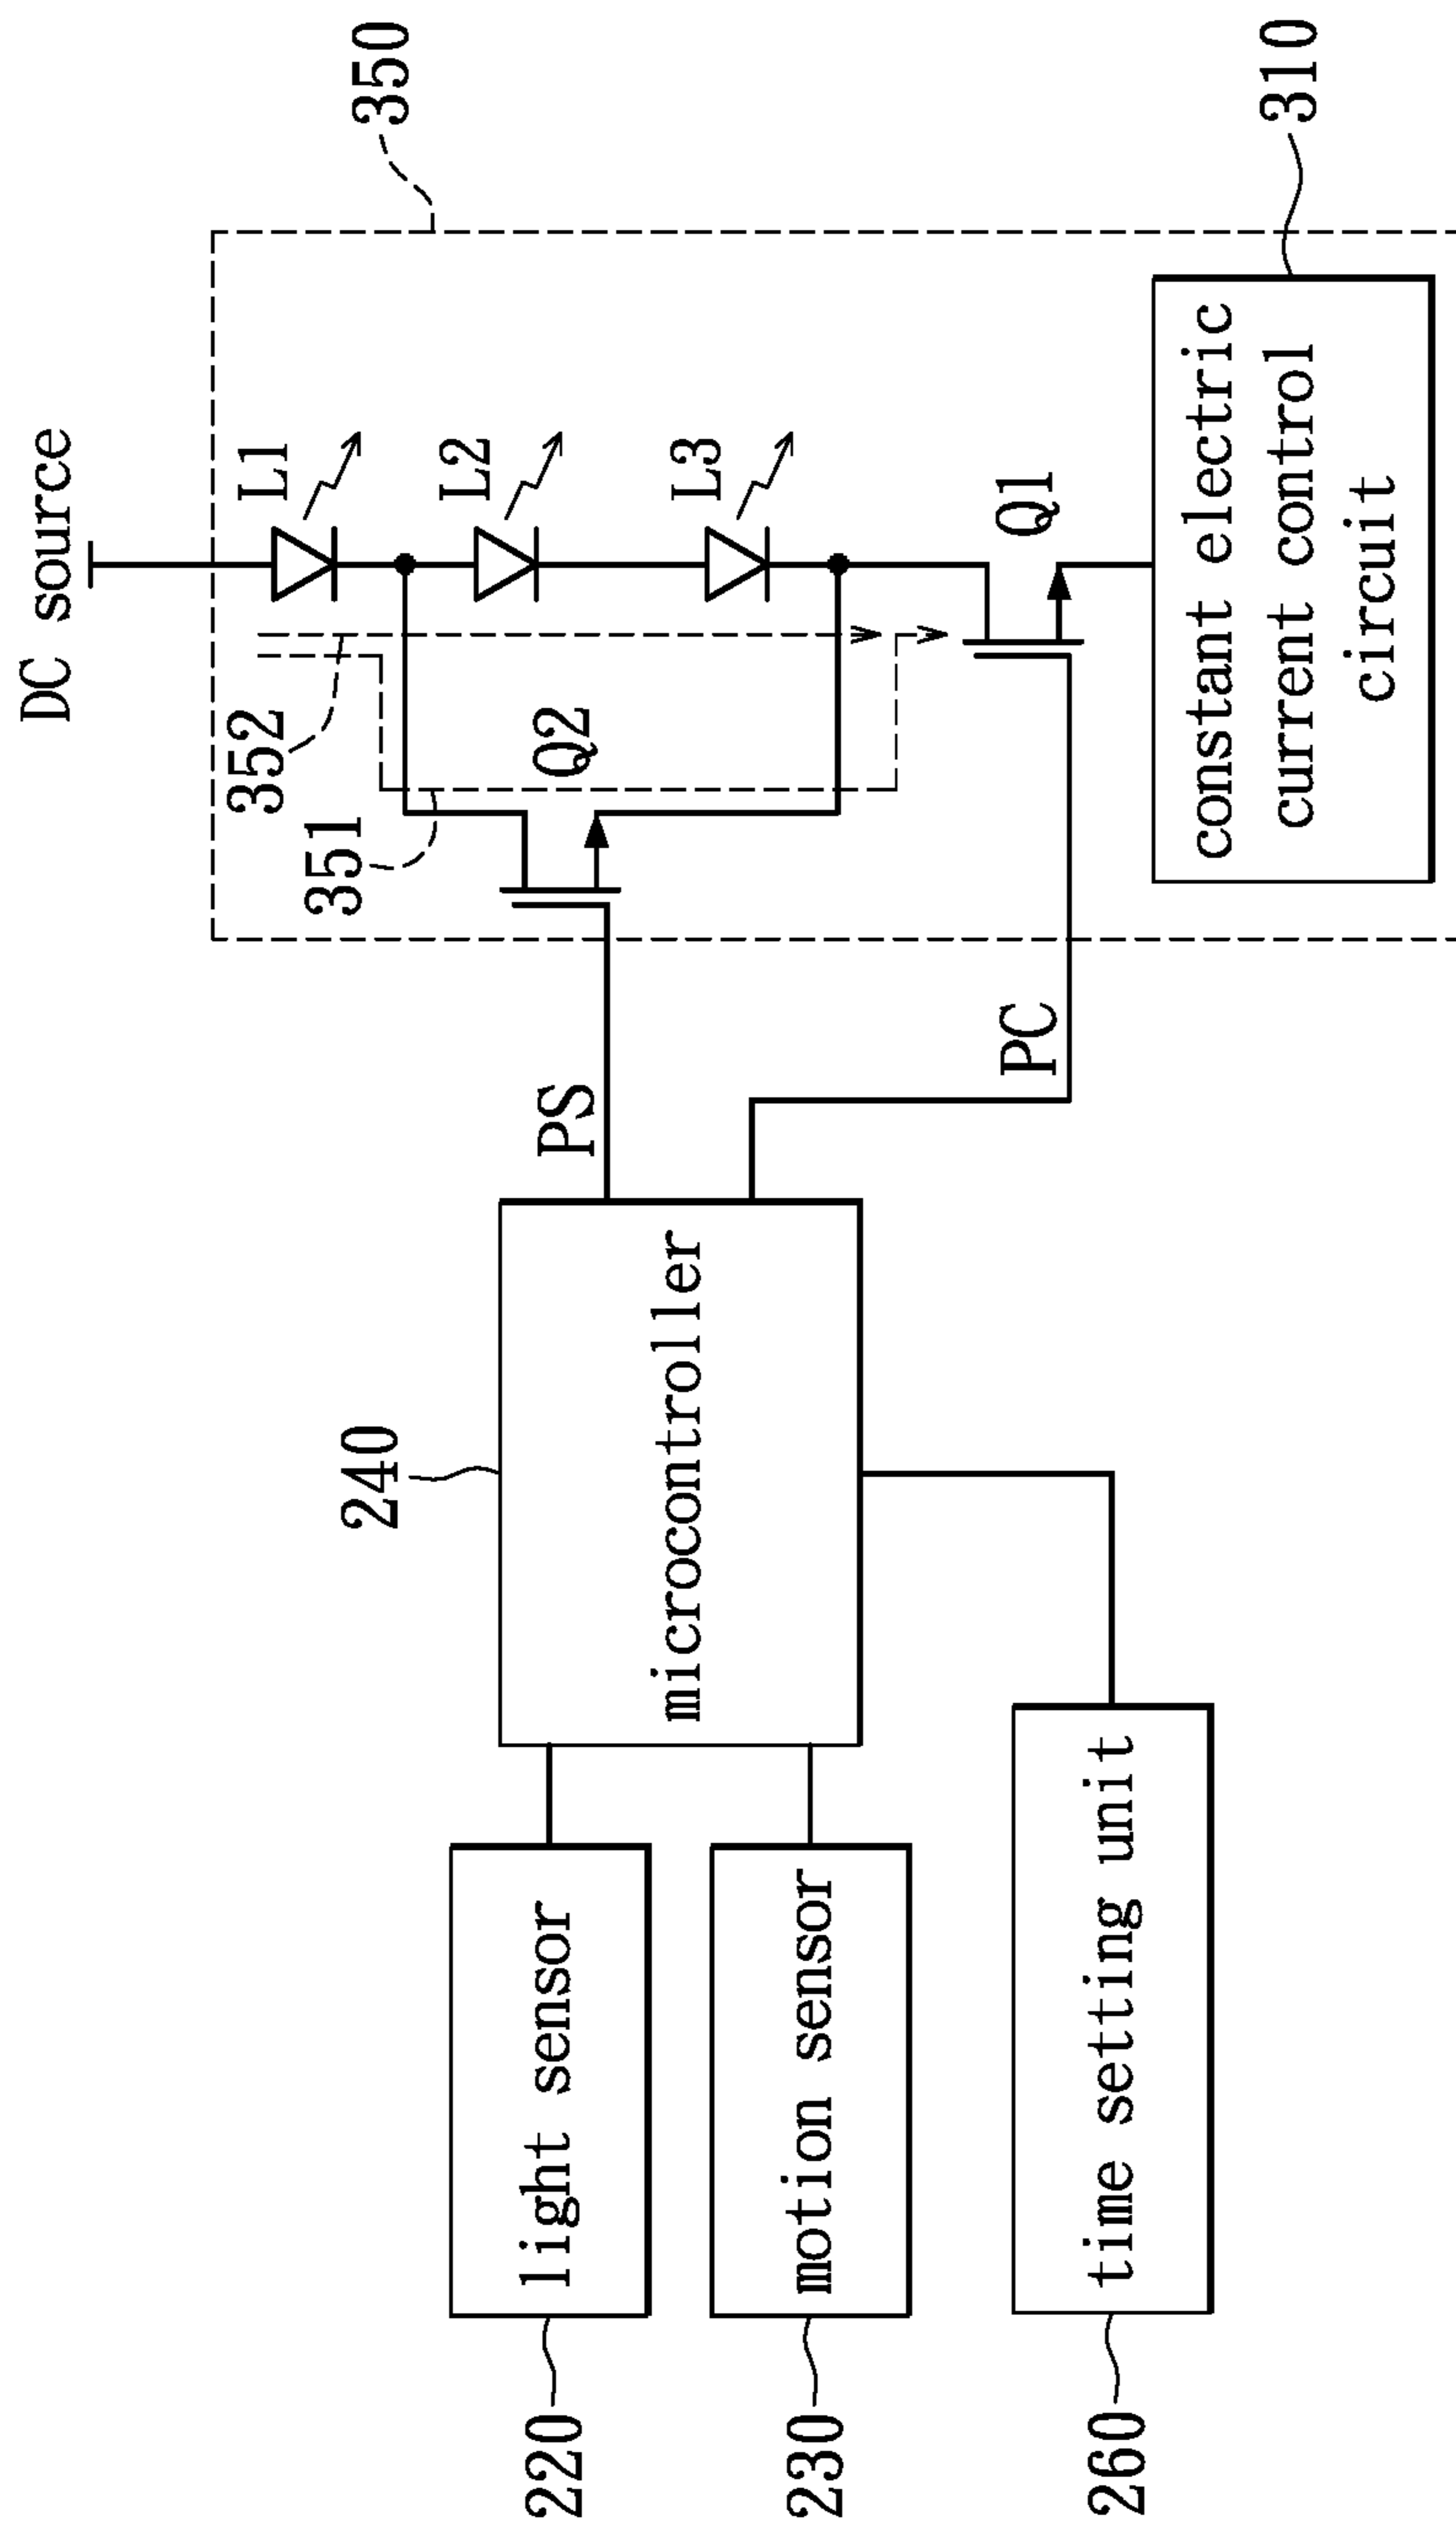 DC source
350
L1
L2
L3
352
351
Q2
Q1
PS
PC
310
constant electric
current control
circuit
240
microcontroller
220
light sensor
230
motion sensor
260
time setting unit